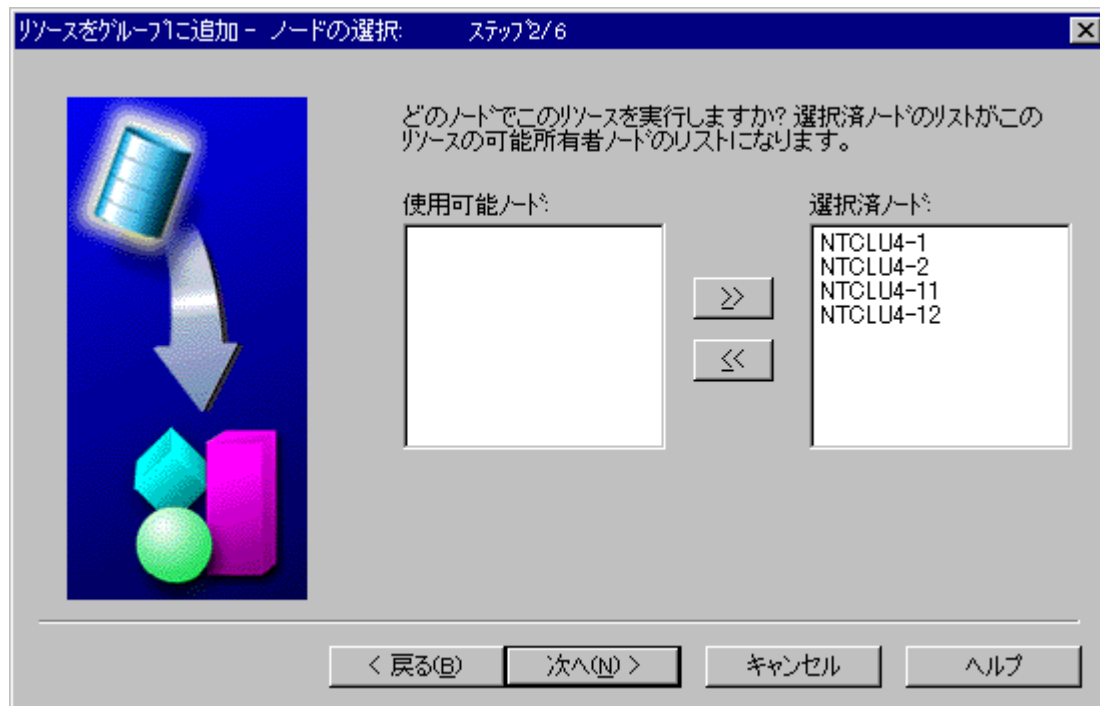 リソースをグループに追加 - ノードの選択: ステップ2/6
どのノードでこのリソースを実行しますか? 選択済ノードのリストがこの
リソースの可能所有者ノードのリストになります。
使用可能ノード:
選択済ノード:
NTCLU4-1
NTCLU4-2
NTCLU4-11
NTCLU4-12
>>
<<
< 戻る(B)
次へ(N) >
キャンセル
ヘルプ